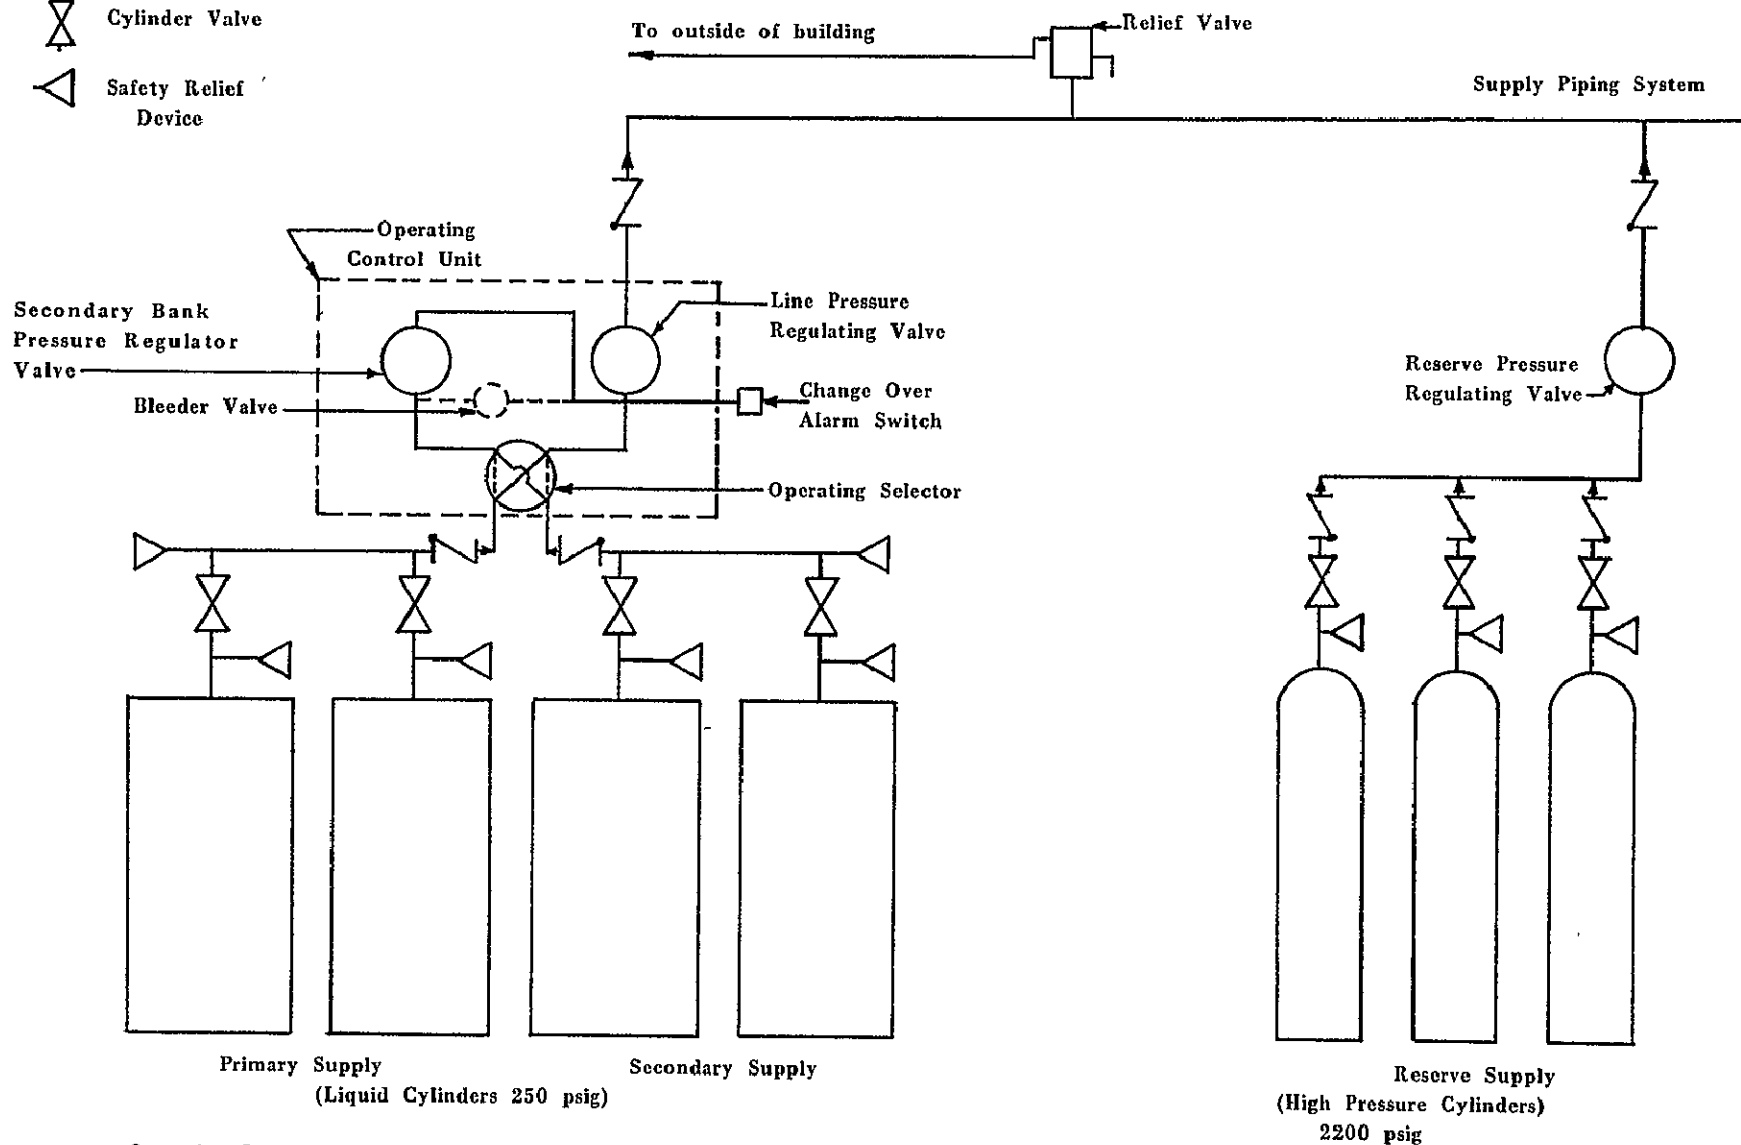 Cylinder Valve
Safety Relief
Device
To outside of building
Relief Valve
Supply Piping System
Operating
Control Unit
Secondary Bank
Pressure Regulator
Valve
Line Pressure
Regulating Valve
Bleeder Valve
Change Over
Alarm Switch
Reserve Pressure
Regulating Valve
Operating Selector
Primary Supply
Secondary Supply
(Liquid Cylinders 250 psig)
Reserve Supply
(High Pressure Cylinders)
2200 psig